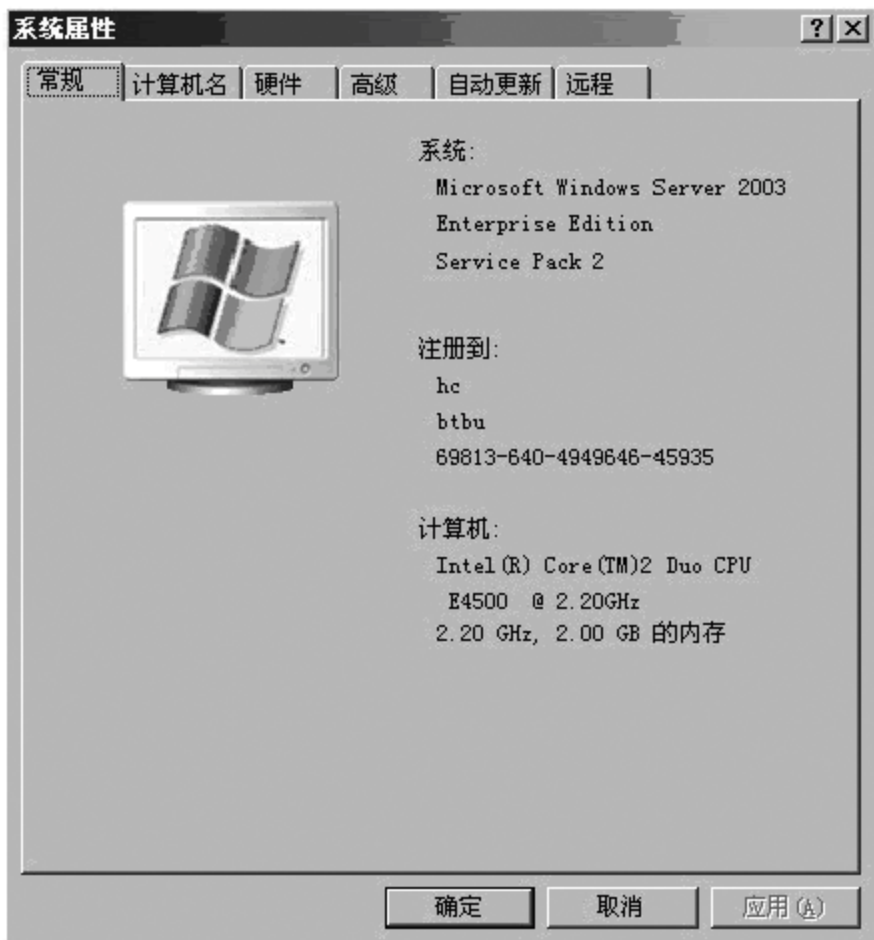 系统属性
常规 计算机名 硬件 高级 自动更新 远程
系统:
Microsoft Windows Server 2003
Enterprise Edition
Service Pack 2
注册到:
hc
btbu
69813-640-4949646-45935
计算机:
Intel(R) Core(TM)2 Duo CPU
E4500 @ 2.20GHz
2.20 GHz, 2.00 GB 的内存
确定 取消 应用(A)